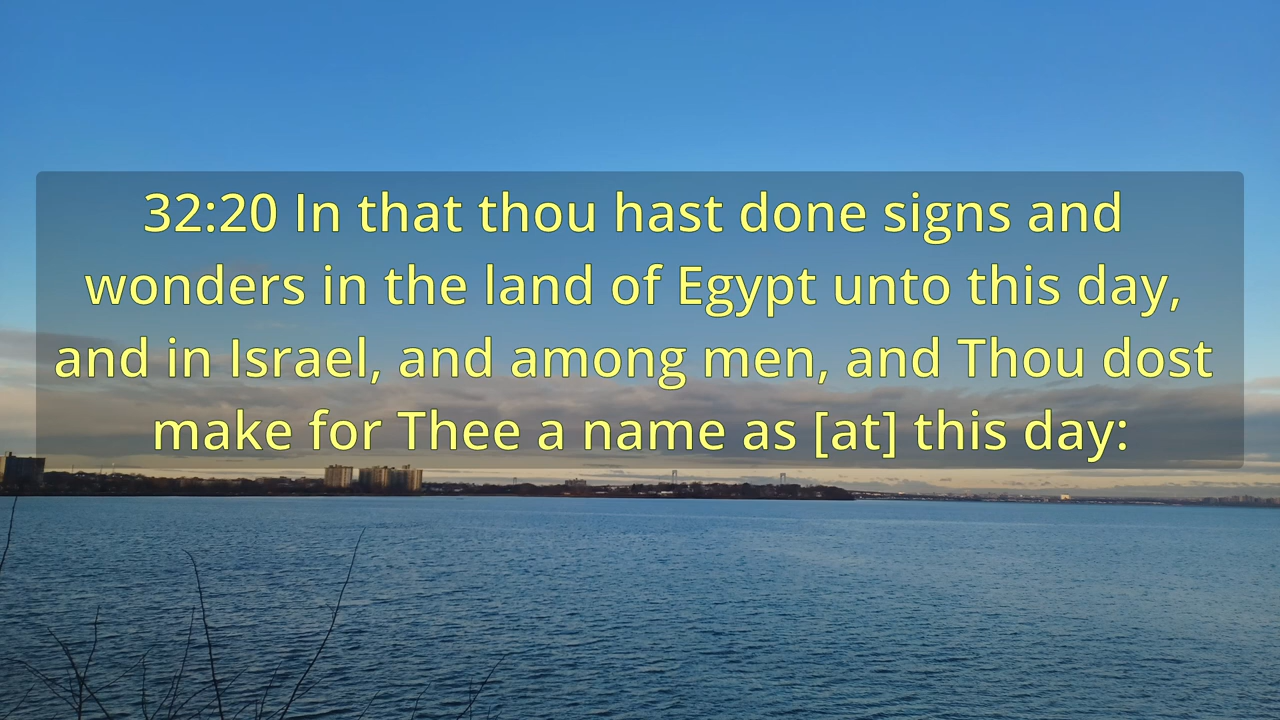 32:20 In that thou hast done signs and
wonders in the land of Egypt unto this day,
and in Israel, and among men, and Thou dost
make for Thee a name as [at] this day: